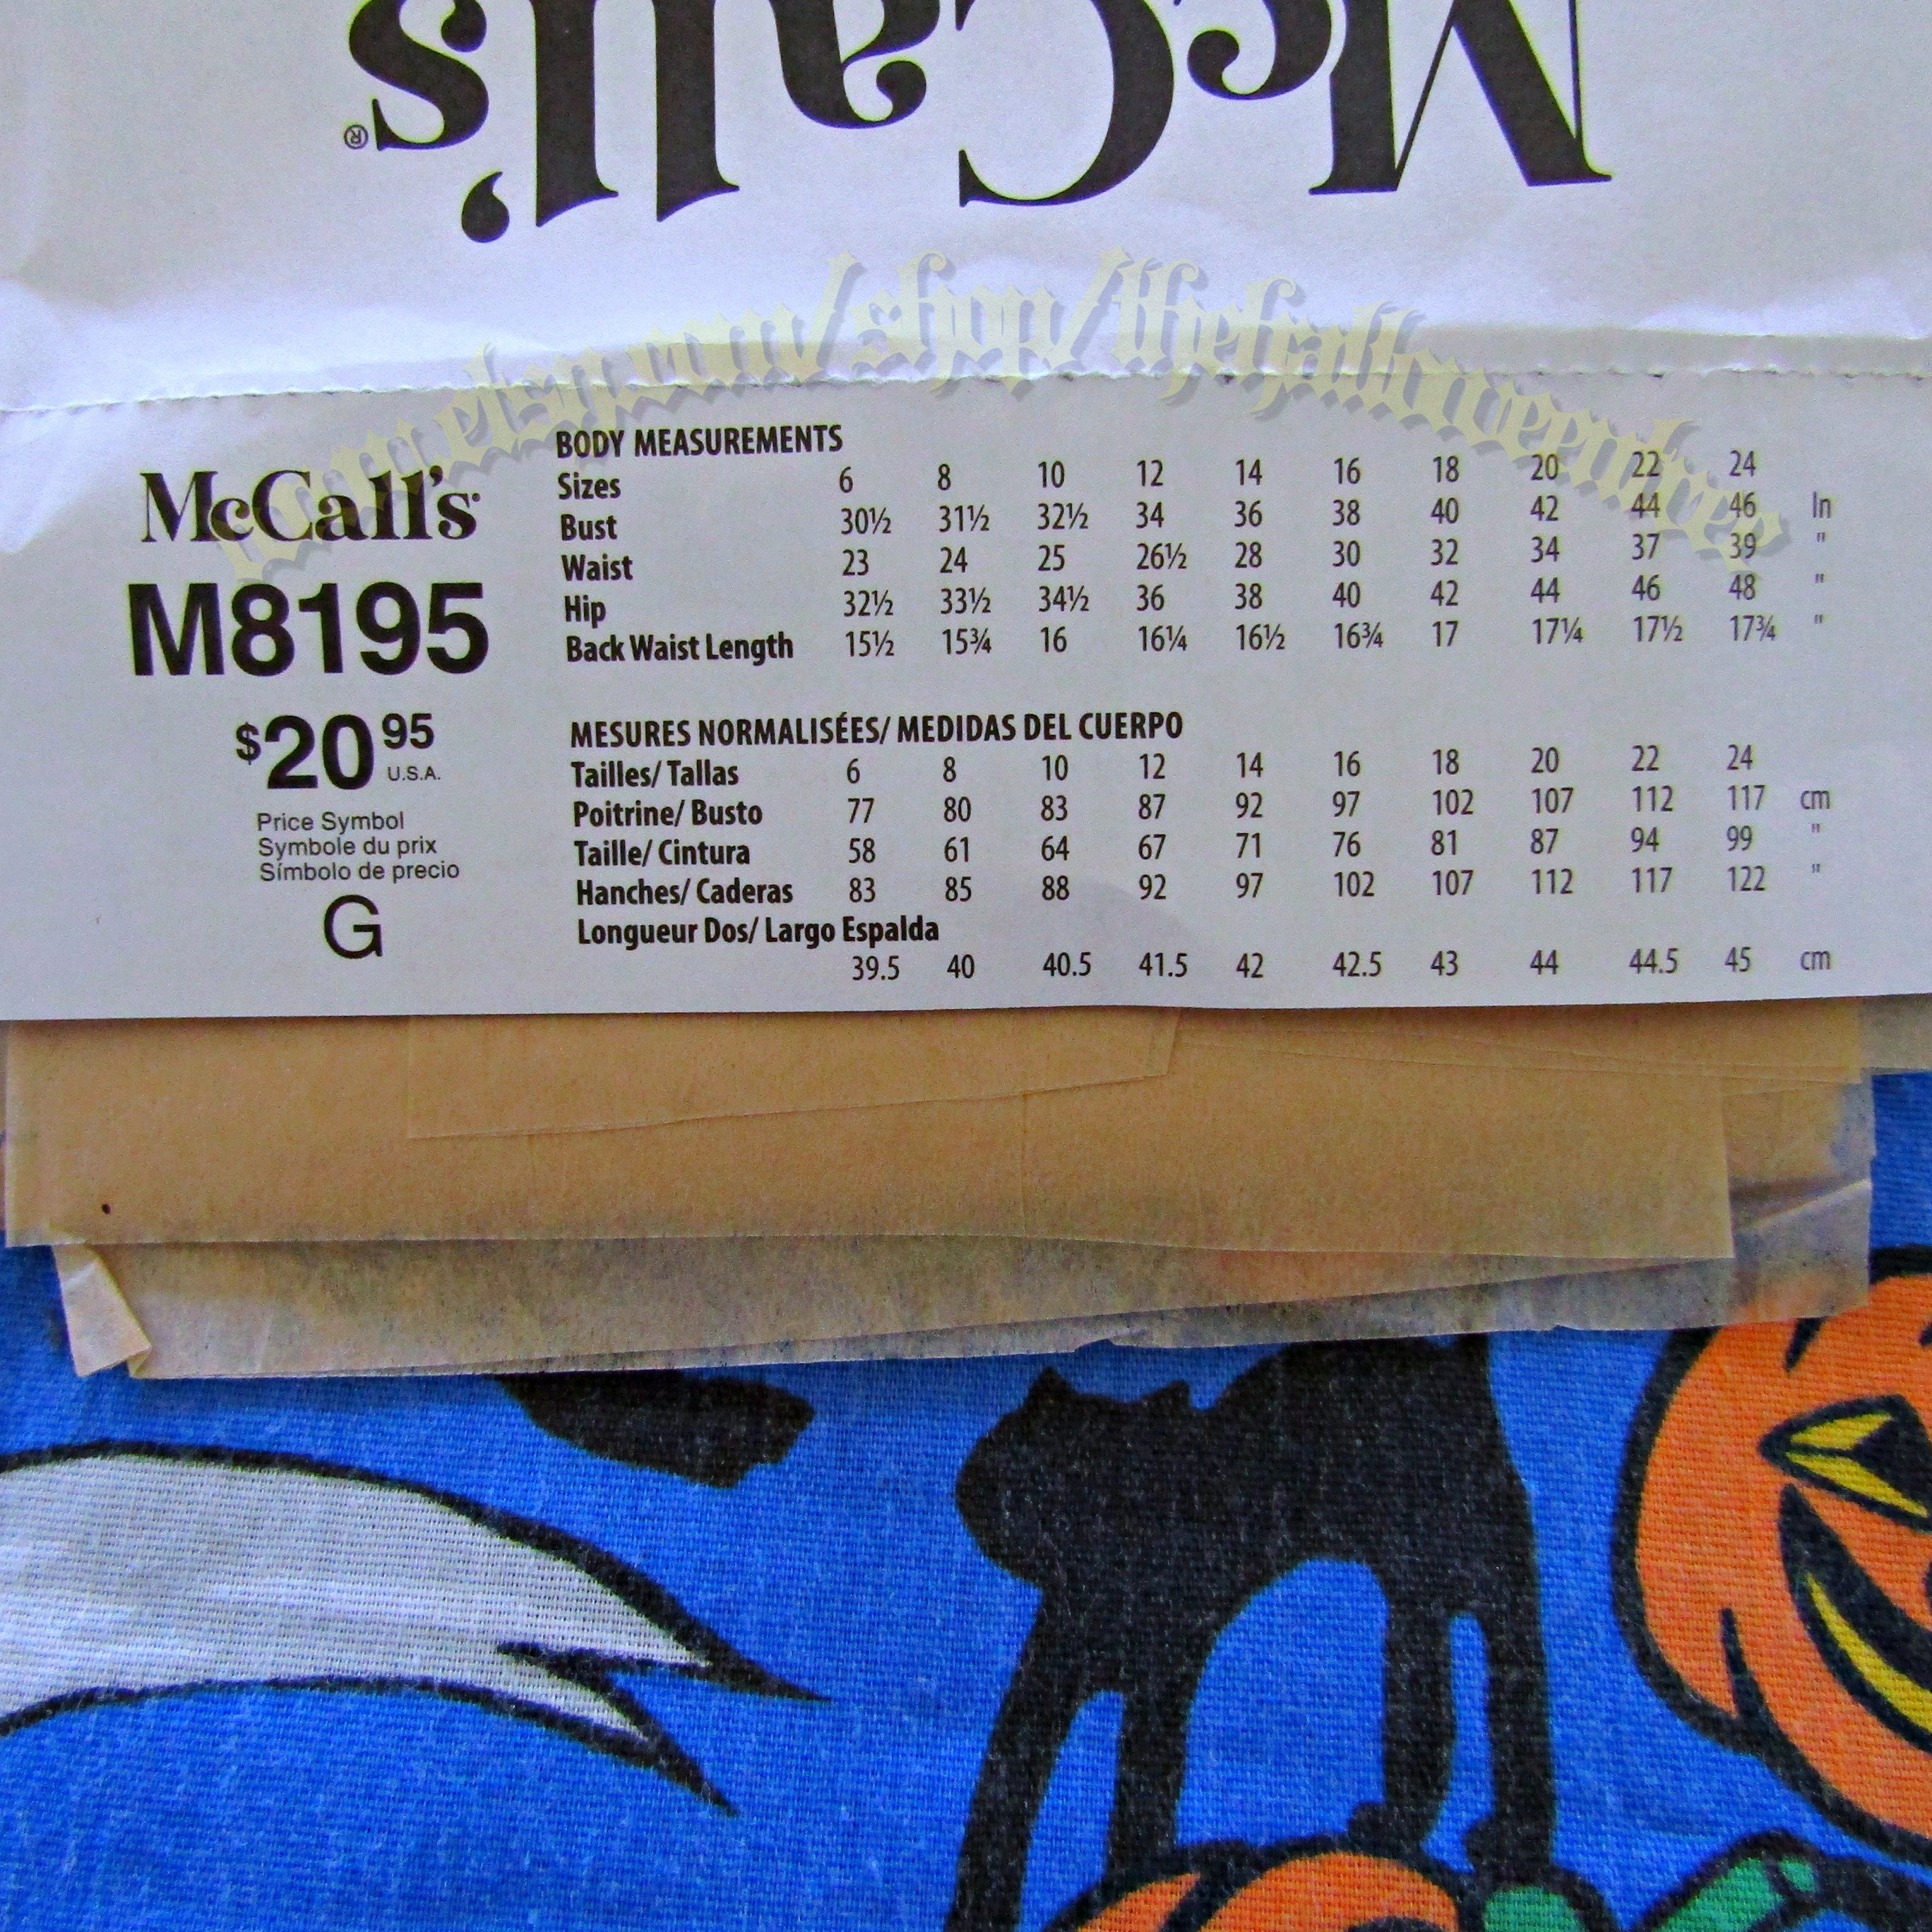 McCall's®
www.etsy.com/shop/thehalloweentree
McCall's
M8195
$20 95
U.S.A.
Price Symbol
Symbole du prix
Símbolo de precio
G
BODY MEASUREMENTS
Sizes 6 8 10 12 14 16 18 20 22 24
Bust 30½ 31½ 32½ 34 36 38 40 42 44 46 In
Waist 23 24 25 26½ 28 30 32 34 37 39 "
Hip 32½ 33½ 34½ 36 38 40 42 44 46 48 "
Back Waist Length 15½ 15¾ 16 16¼ 16½ 16¾ 17 17¼ 17½ 17¾ "
MESURES NORMALISÉES/ MEDIDAS DEL CUERPO
Tailles/ Tallas 6 8 10 12 14 16 18 20 22 24
Poitrine/ Busto 77 80 83 87 92 97 102 107 112 117 cm
Taille/ Cintura 58 61 64 67 71 76 81 87 94 99 "
Hanches/ Caderas 83 85 88 92 97 102 107 112 117 122 "
Longueur Dos/ Largo Espalda
39.5 40 40.5 41.5 42 42.5 43 44 44.5 45 cm